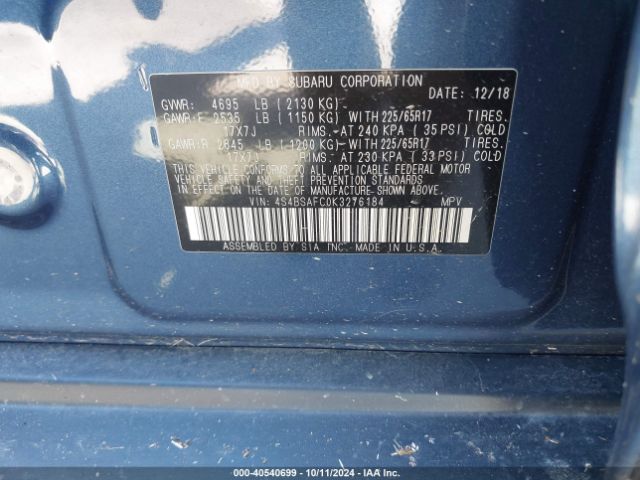 MFD BY SUBARU CORPORATION
GVWR: 4695 LB (2130 KG) DATE: 12/18
GAWR:F 2535 LB (1150 KG) WITH 225/65R17 TIRES.
17X7J RIMS.-AT 240 KPA (35 PSI) COLD
GAWR:R 2645 LB (1200 KG)-WITH 225/65R17 TIRES.
17X7J RIMS.-AT 230 KPA (33 PSI) COLD
THIS VEHICLE CONFORMS TO ALL APPLICABLE FEDERAL MOTOR
VEHICLE SAFETY AND THEFT PREVENTION STANDARDS IN
EFFECT ON THE DATE OF MANUFACTURE SHOWN ABOVE.
VIN: 4S4BSAFC0K3276184 MPV
ASSEMBLED BY SIA INC. MADE IN U.S.A.
000-40540699 - 10/11/2024 - IAA Inc.